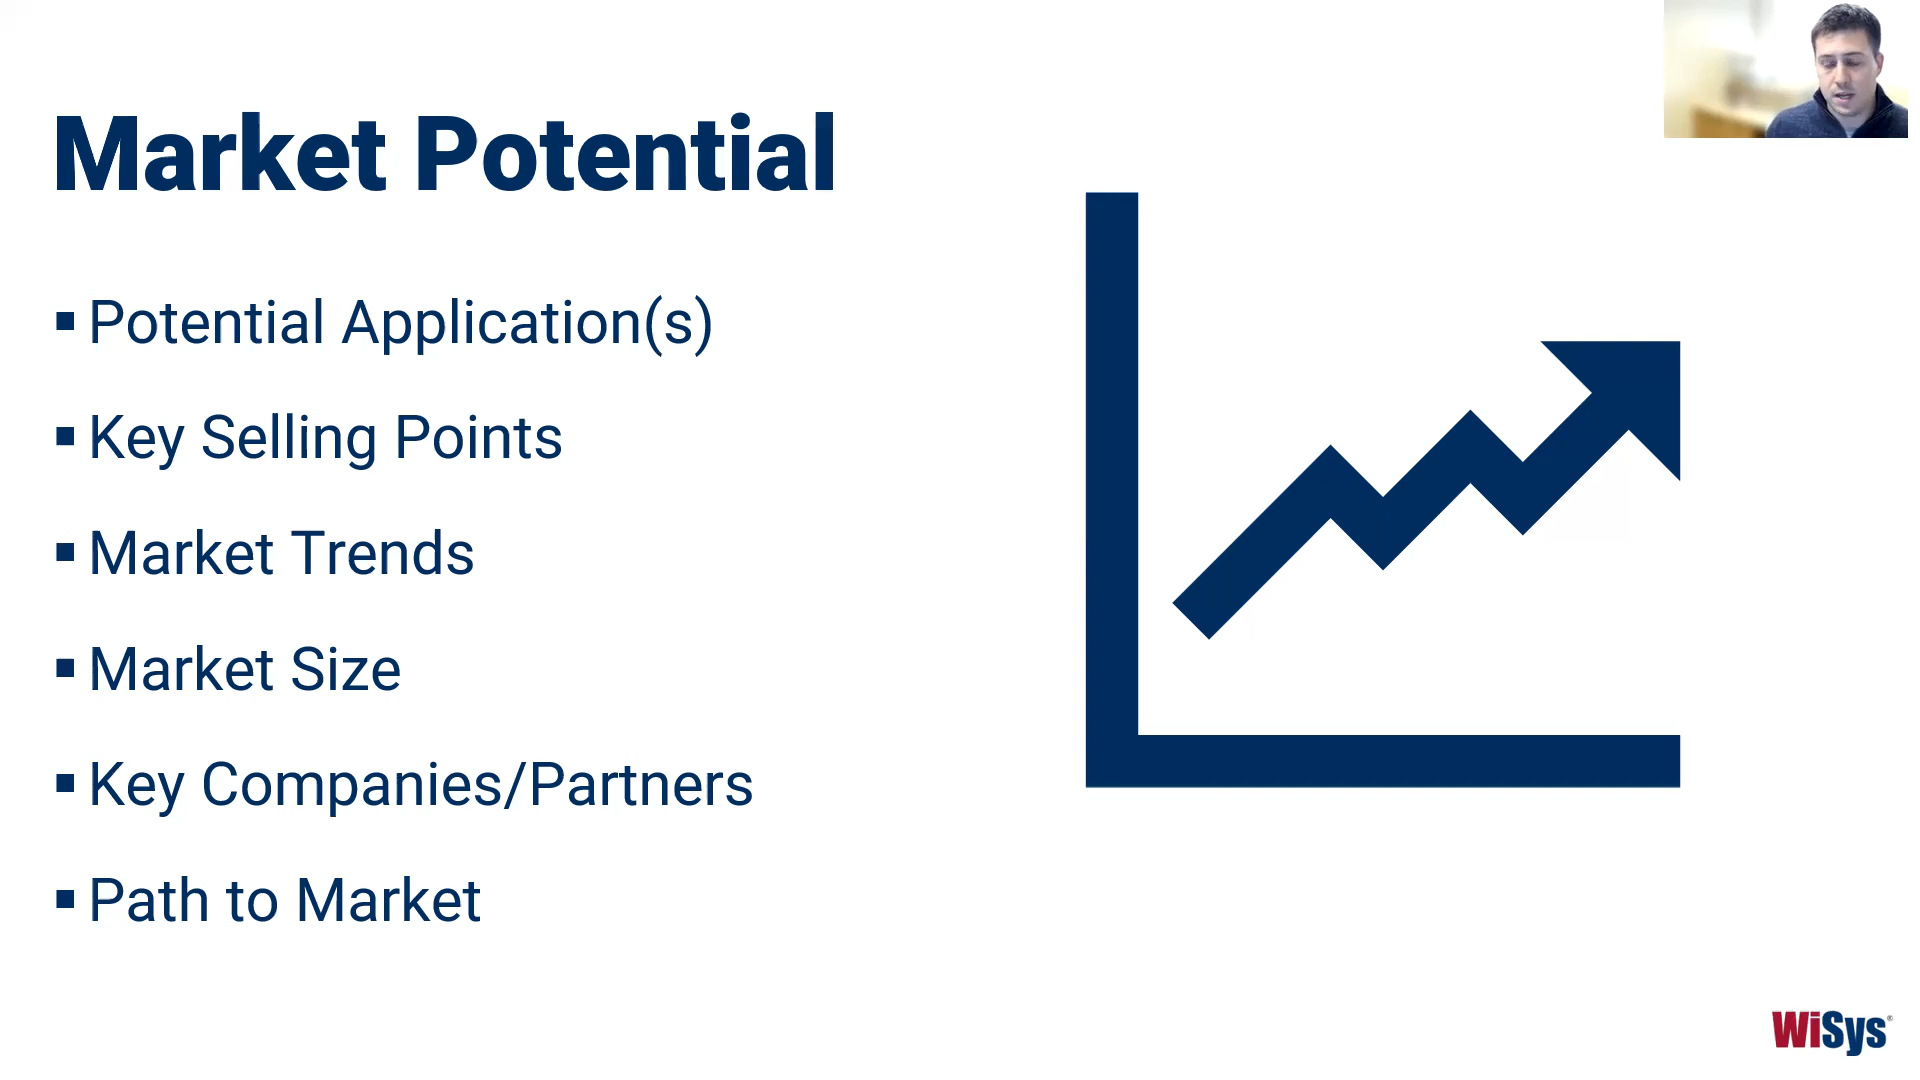 Market Potential
Potential Application(s)
Key Selling Points
Market Trends
Market Size
Key Companies/Partners
Path to Market
WiSys®